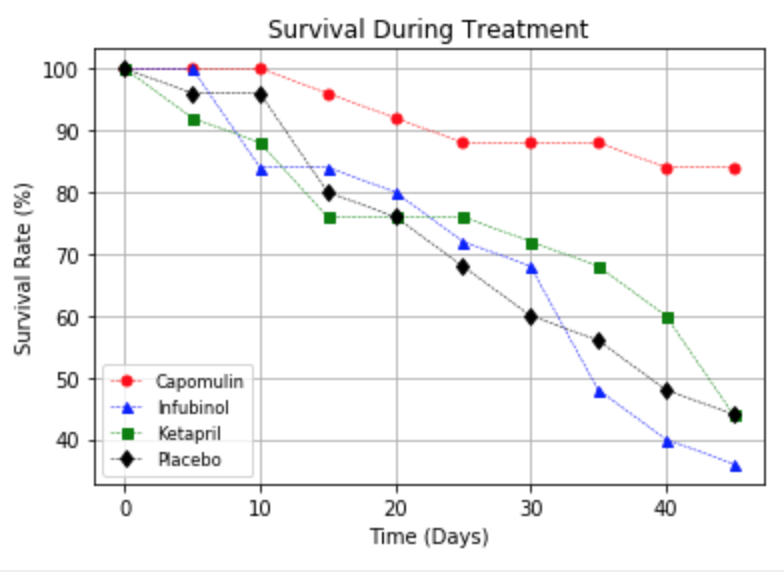 Survival During Treatment
Survival Rate (%)
100
90
80
70
60
50
40
Capomulin
Infubinol
Ketapril
Placebo
0 10 20 30 40
Time (Days)